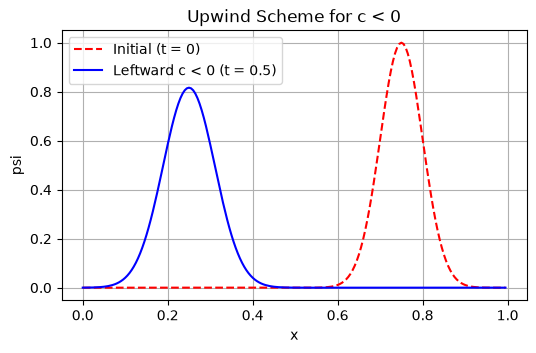 Upwind Scheme for c < 0
Initial (t = 0)
Leftward c < 0 (t = 0.5)
psi
1.0
0.8
0.6
0.4
0.2
0.0
0.0 0.2 0.4 0.6 0.8 1.0
x